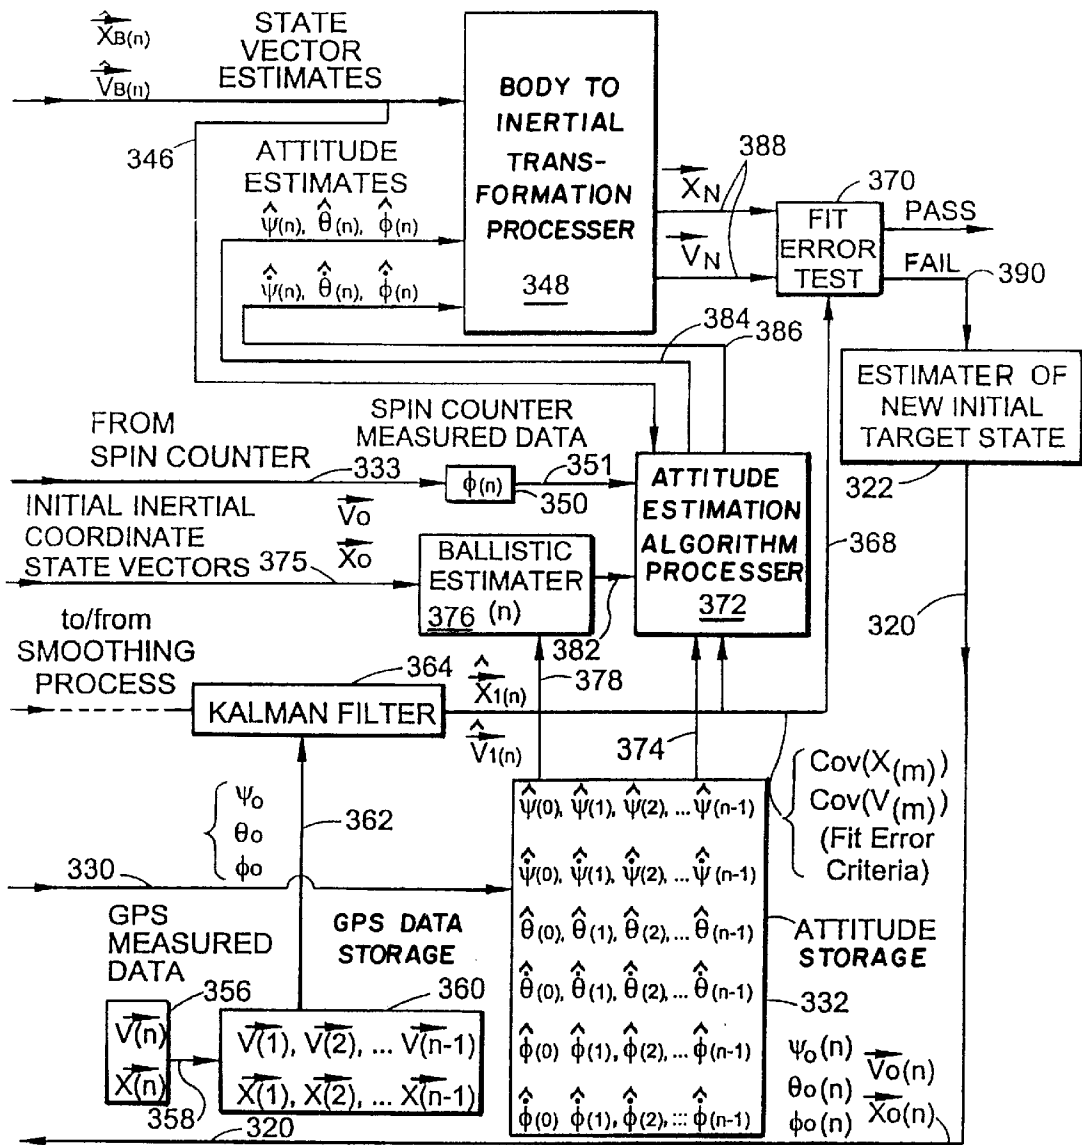 X⃗̂B(n)
V⃗̂B(n)
STATE
VECTOR
ESTIMATES
346
ATTITUDE
ESTIMATES
ψ̂(n), θ̂(n), φ̂(n)
ψ̇̂(n), θ̇̂(n), φ̇̂(n)
BODY TO
INERTIAL
TRANS-
FORMATION
PROCESSER
348
X⃗N
388
V⃗N
370
FIT
ERROR
TEST
PASS
FAIL
390
384
386
ESTIMATER OF
NEW INITIAL
TARGET STATE
322
FROM
SPIN COUNTER
333
SPIN COUNTER
MEASURED DATA
φ(n)
351
350
ATTITUDE
ESTIMATION
ALGORITHM
PROCESSER
372
368
320
INITIAL INERTIAL
COORDINATE
STATE VECTORS
375
V⃗o
X⃗o
BALLISTIC
ESTIMATER
376 (n)
382
378
to/from
SMOOTHING
PROCESS
364
KALMAN FILTER
X⃗̂1(n)
V⃗̂1(n)
374
Cov(X(m))
Cov(V(m))
(Fit Error
Criteria)
ψo
θo
φo
362
330
ψ̂(0), ψ̂(1), ψ̂(2), ... ψ̂(n-1)
ψ̇̂(0), ψ̇̂(1), ψ̇̂(2), ... ψ̇̂(n-1)
θ̂(0), θ̂(1), θ̂(2), ... θ̂(n-1)
θ̇̂(0), θ̇̂(1), θ̇̂(2), ... θ̇̂(n-1)
φ̂(0) φ̂(1), φ̂(2), ... φ̂(n-1)
φ̇̂(0) φ̇̂(1), φ̇̂(2), ::: φ̇̂(n-1)
ATTITUDE
STORAGE
332
GPS
MEASURED
DATA
356
V⃗(n)
X⃗(n)
358
GPS DATA
STORAGE
360
V⃗(1), V⃗(2), ... V⃗(n-1)
X⃗(1), X⃗(2), ... X⃗(n-1)
ψo(n)
θo(n)
φo(n)
V⃗o(n)
X⃗o(n)
320